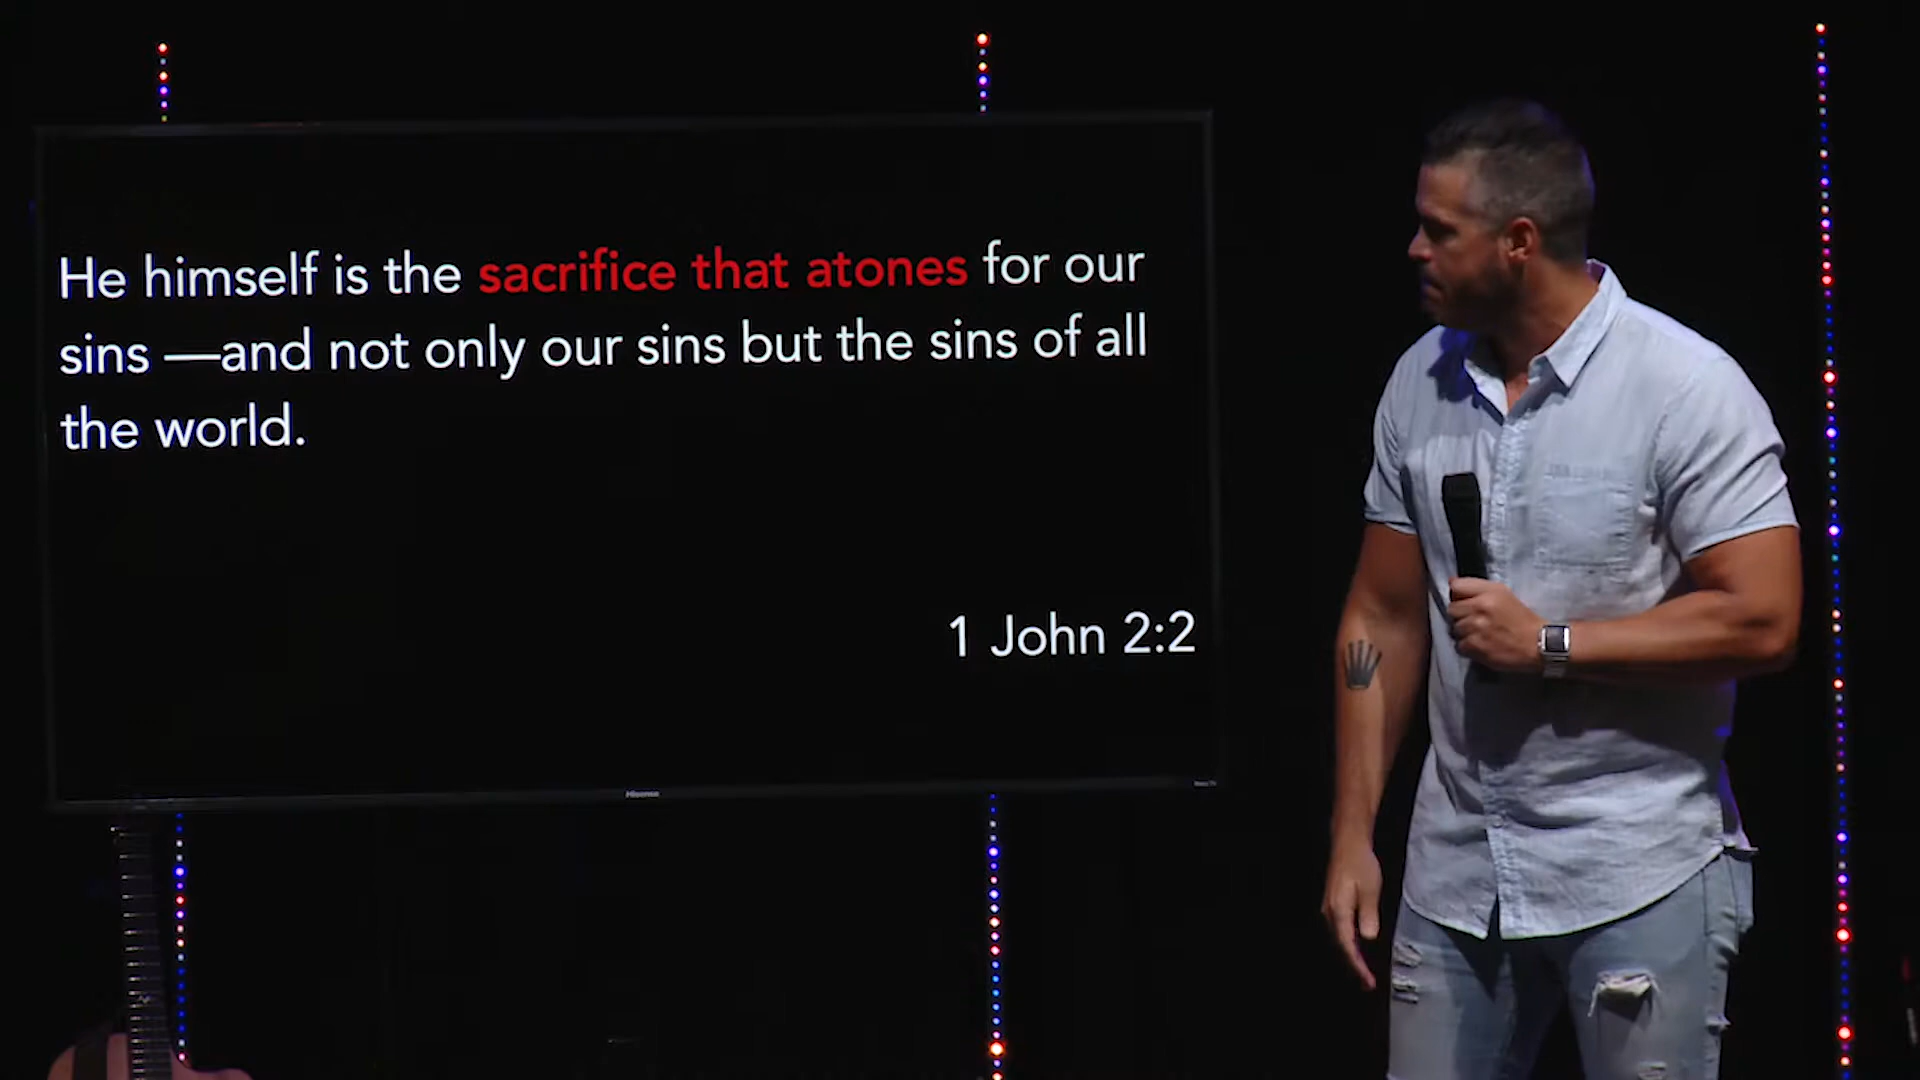 He himself is the sacrifice that atones for our
sins —and not only our sins but the sins of all
the world.
1 John 2:2
Hisense